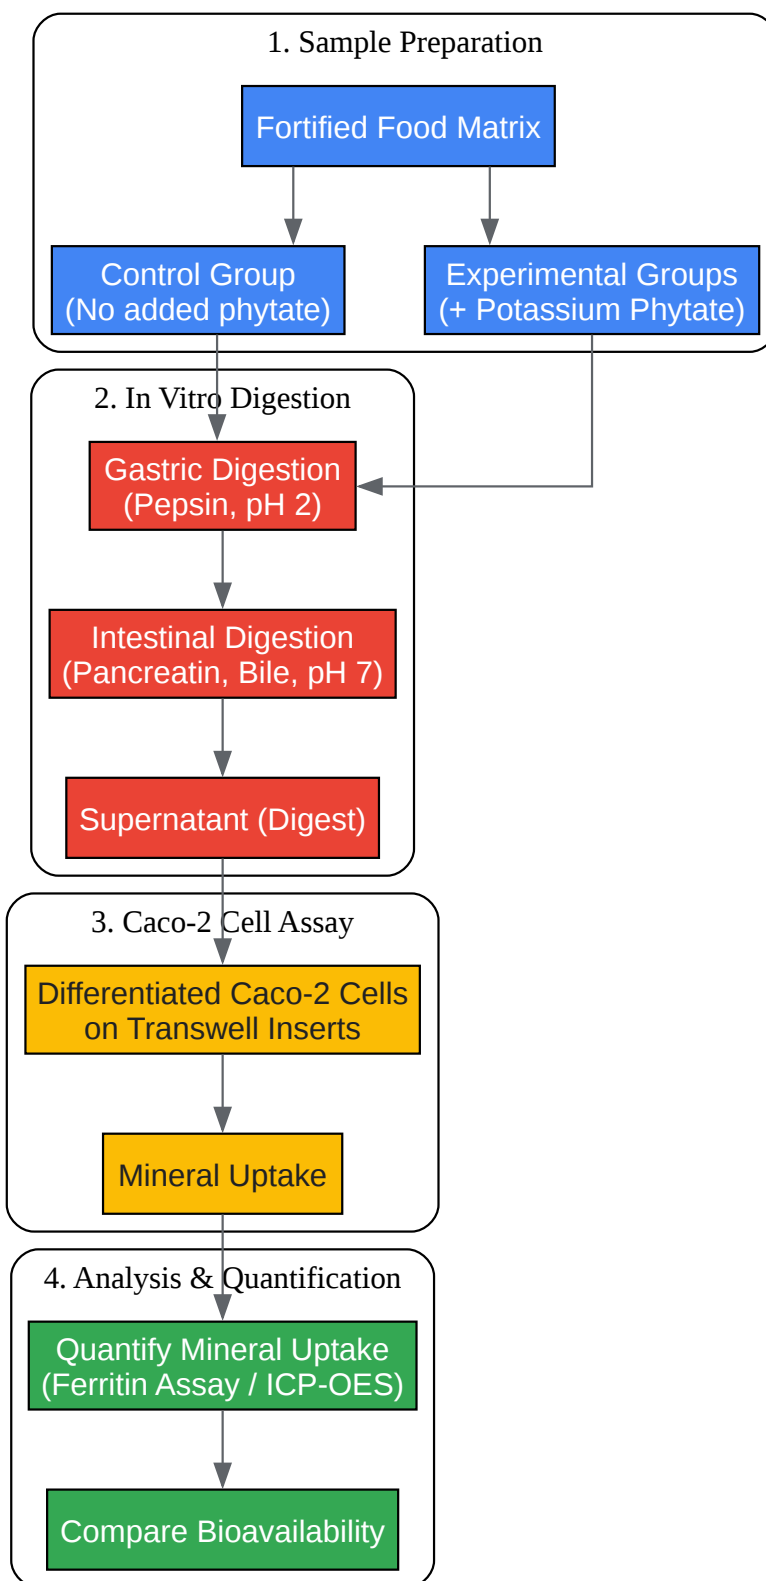 1. Sample Preparation
Fortified Food Matrix
Control Group
(No added phytate)
Experimental Groups
(+ Potassium Phytate)
2. In Vitro Digestion
Gastric Digestion
(Pepsin, pH 2)
Intestinal Digestion
(Pancreatin, Bile, pH 7)
Supernatant (Digest)
3. Caco-2 Cell Assay
Differentiated Caco-2 Cells
on Transwell Inserts
Mineral Uptake
4. Analysis & Quantification
Quantify Mineral Uptake
(Ferritin Assay / ICP-OES)
Compare Bioavailability